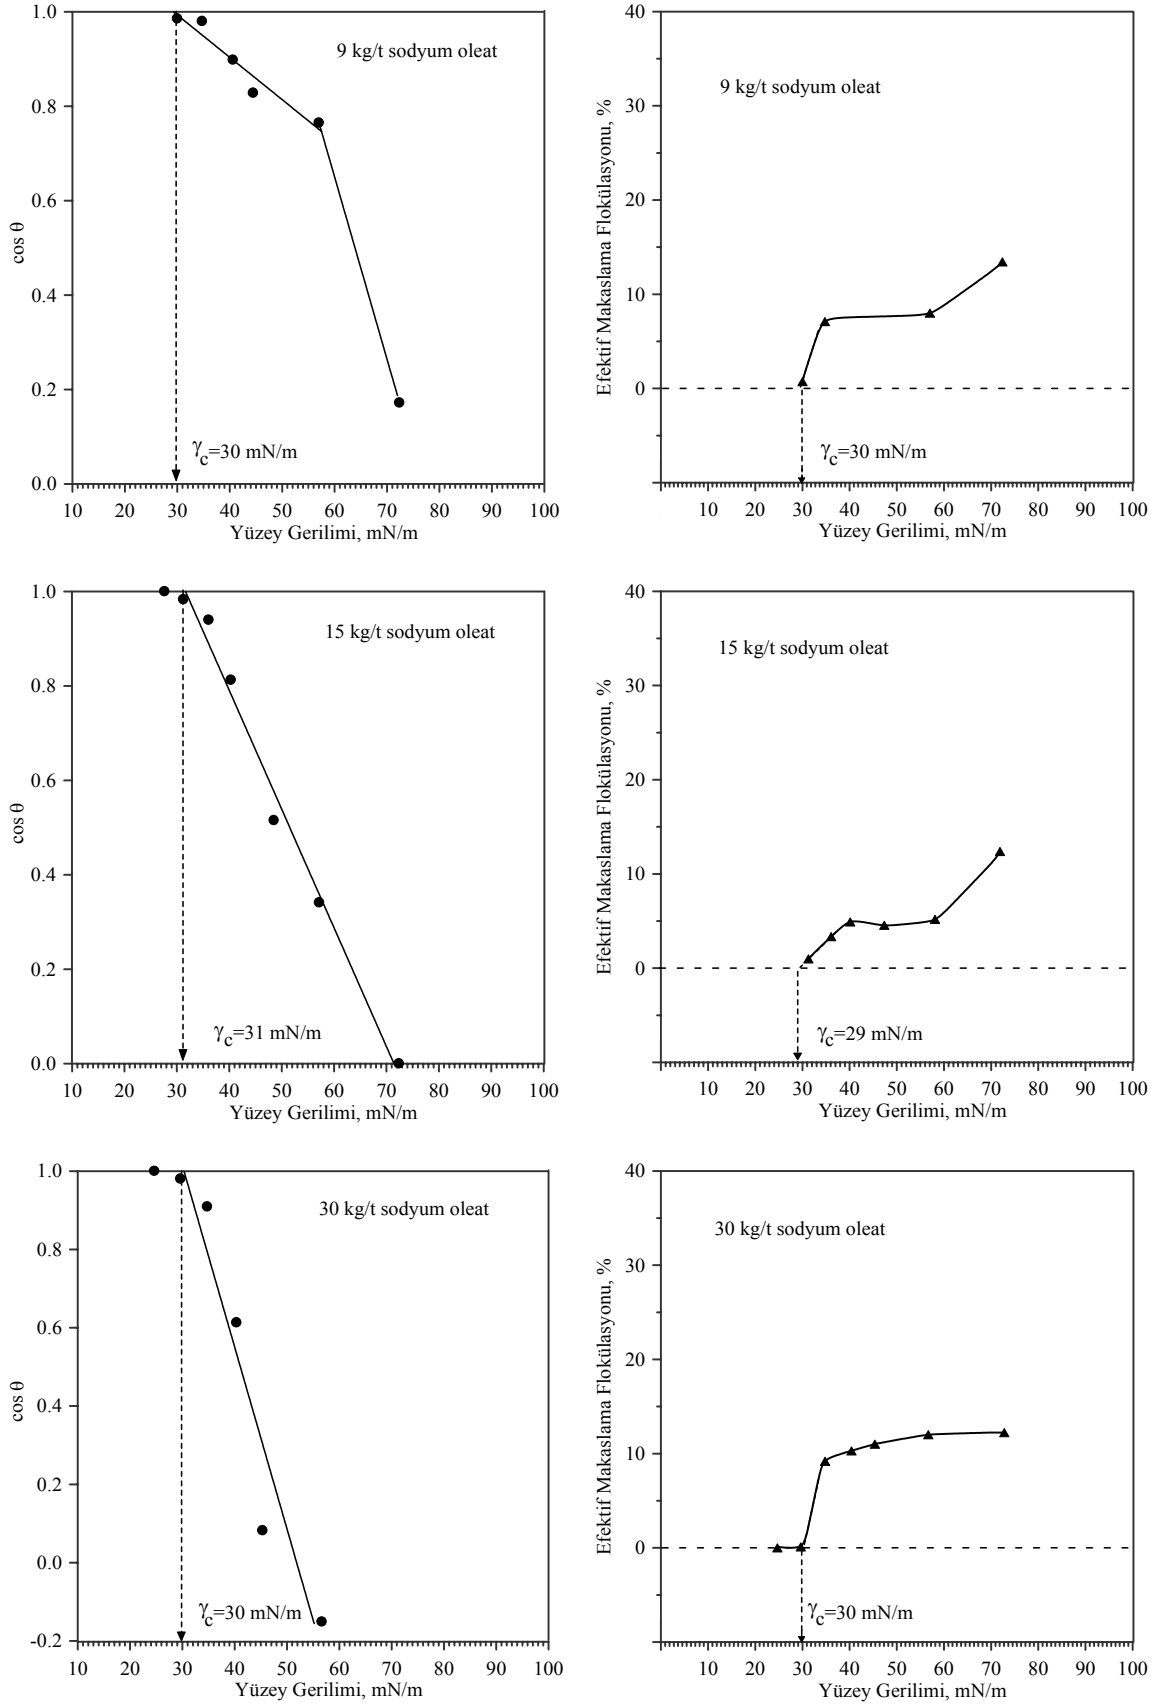 1.0
0.8
0.6
0.4
0.2
0.0
cos θ
9 kg/t sodyum oleat
γc=30 mN/m
10 20 30 40 50 60 70 80 90 100
Yüzey Gerilimi, mN/m
40
30
20
10
0
Efektif Makaslama Flokülasyonu, %
9 kg/t sodyum oleat
γc=30 mN/m
10 20 30 40 50 60 70 80 90 100
Yüzey Gerilimi, mN/m
1.0
0.8
0.6
0.4
0.2
0.0
cos θ
15 kg/t sodyum oleat
γc=31 mN/m
10 20 30 40 50 60 70 80 90 100
Yüzey Gerilimi, mN/m
40
30
20
10
0
Efektif Makaslama Flokülasyonu, %
15 kg/t sodyum oleat
γc=29 mN/m
10 20 30 40 50 60 70 80 90 100
Yüzey Gerilimi, mN/m
1.0
0.8
0.6
0.4
0.2
0.0
-0.2
cos θ
30 kg/t sodyum oleat
γc=30 mN/m
10 20 30 40 50 60 70 80 90 100
Yüzey Gerilimi, mN/m
40
30
20
10
0
Efektif Makaslama Flokülasyonu, %
30 kg/t sodyum oleat
γc=30 mN/m
10 20 30 40 50 60 70 80 90 100
Yüzey Gerilimi, mN/m